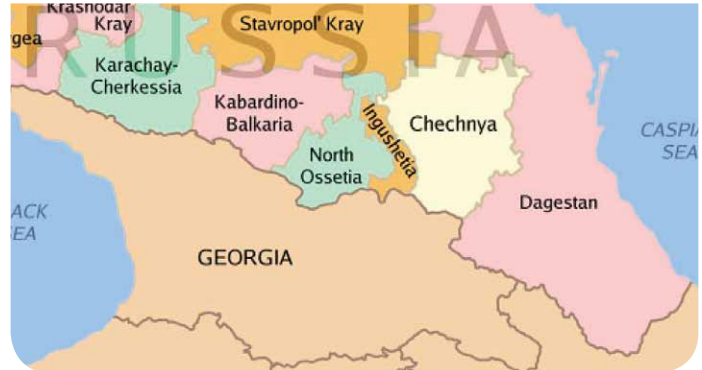 Krasnodar
Kray
Stavropol' Kray
gea
RUSSIA
Karachay-
Cherkessia
Kabardino-
Balkaria
Ingushetia
Chechnya
CASPIA
SEA
North
Ossetia
Dagestan
ACK
EA
GEORGIA